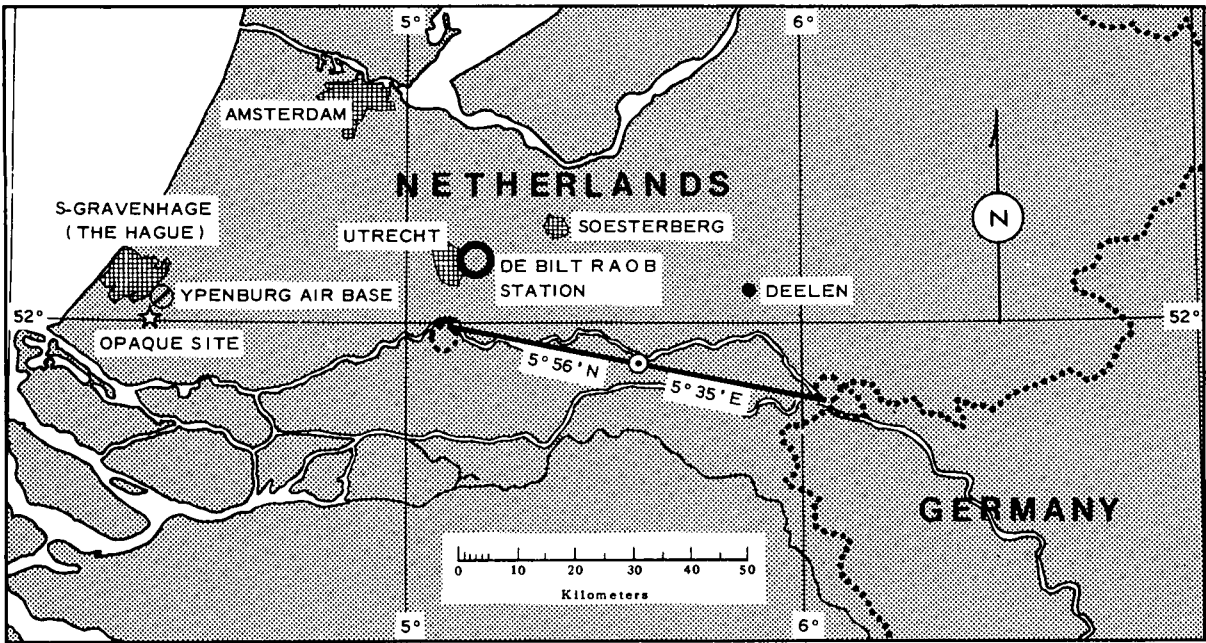 5°
6°
AMSTERDAM
NETHERLANDS
S-GRAVENHAGE
(THE HAGUE)
UTRECHT
SOESTERBERG
N
DE BILT RAOB
STATION
YPENBURG AIR BASE
DEELEN
52°
52°
OPAQUE SITE
5°56'N
5°35'E
GERMANY
0 10 20 30 40 50
Kilometers
5°
6°